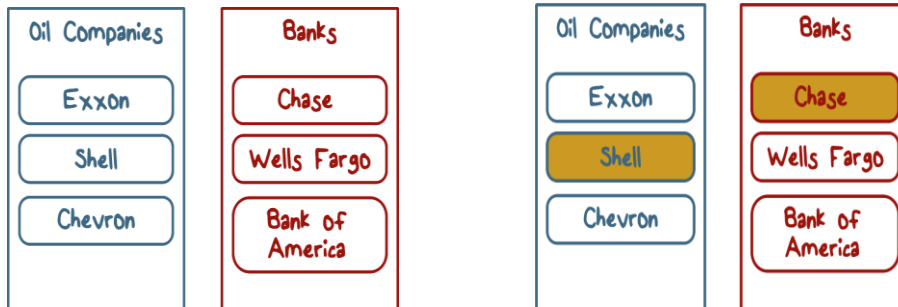 Oil Companies
Exxon
Shell
Chevron
Banks
Chase
Wells Fargo
Bank of
America
Oil Companies
Exxon
Shell
Chevron
Banks
Chase
Wells Fargo
Bank of
America